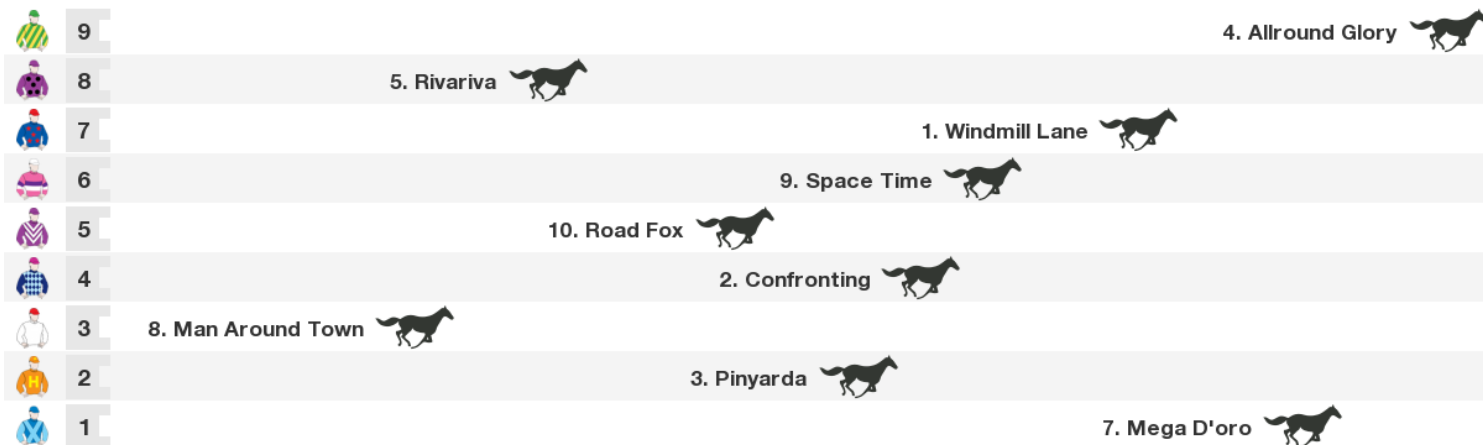 9 4. Allround Glory
8 5. Rivariva
7 1. Windmill Lane
6 9. Space Time
5 10. Road Fox
4 2. Confronting
3 8. Man Around Town
2 3. Pinyarda
H
1 7. Mega D'oro